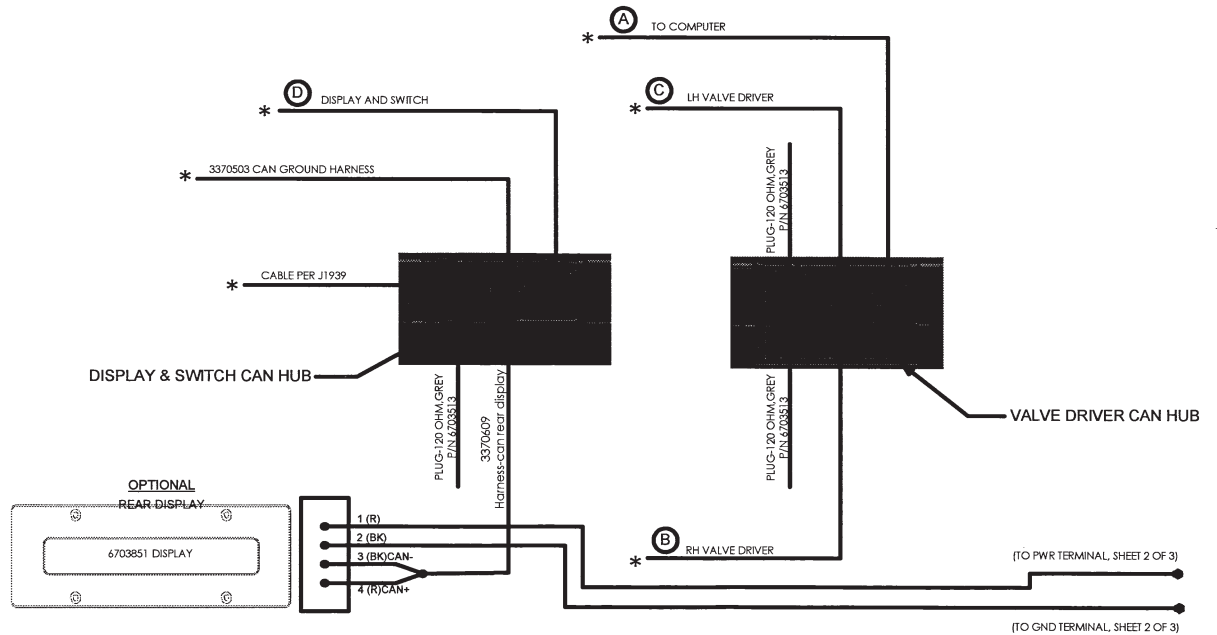 A
TO COMPUTER
*
D
DISPLAY AND SWITCH
*
C
LH VALVE DRIVER
*
3370503 CAN GROUND HARNESS
*
PLUG-120 OHM,GREY
P/N 6703513
CABLE PER J1939
*
DISPLAY & SWITCH CAN HUB
PLUG-120 OHM,GREY
P/N 6703513
3370609
Harness-can rear display
PLUG-120 OHM,GREY
P/N 6703513
VALVE DRIVER CAN HUB
OPTIONAL
REAR DISPLAY
6703851 DISPLAY
1 (R)
2 (BK)
3 (BK)CAN-
4 (R)CAN+
B
RH VALVE DRIVER
*
(TO PWR TERMINAL, SHEET 2 OF 3)
(TO GND TERMINAL, SHEET 2 OF 3)